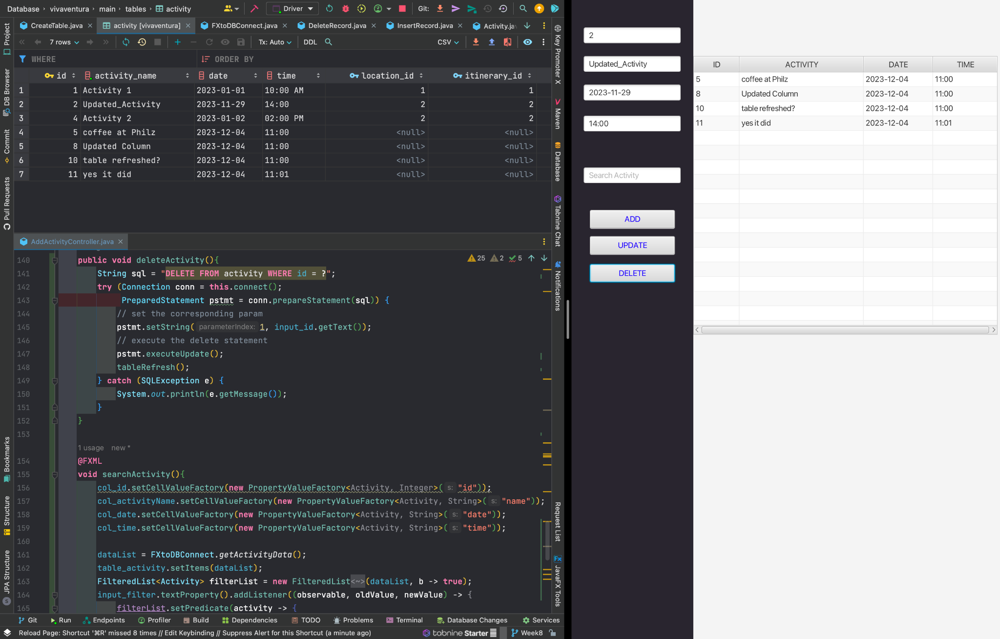 Database › vivaventura › main › tables › activity
Driver
Git:
CreateTable.java
activity [vivaventura]
FXtoDBConnect.java
DeleteRecord.java
InsertRecord.java
Activity.ja
7 rows
Tx: Auto
DDL
CSV
WHERE
ORDER BY
id activity_name date time location_id itinerary_id
1 1 Activity 1 2023-01-01 10:00 AM 1 1
2 2 Updated_Activity 2023-11-29 14:00 2 2
3 4 Activity 2 2023-01-02 02:00 PM 2 2
4 5 coffee at Philz 2023-12-04 11:00 <null> <null>
5 8 Updated Column 2023-12-04 11:00 <null> <null>
6 10 table refreshed? 2023-12-04 11:00 <null> <null>
7 11 yes it did 2023-12-04 11:01 <null> <null>
AddActivityController.java
25 2 5
140 public void deleteActivity(){
141 String sql = "DELETE FROM activity WHERE id = ?";
142 try (Connection conn = this.connect();
143 PreparedStatement pstmt = conn.prepareStatement(sql)) {
144 // set the corresponding param
145 pstmt.setString( parameterIndex: 1, input_id.getText());
146 // execute the delete statement
147 pstmt.executeUpdate();
148 tableRefresh();
149 } catch (SQLException e) {
150 System.out.println(e.getMessage());
151 }
152 }
153
1 usage new *
154 @FXML
155 void searchActivity(){
156 col_id.setCellValueFactory(new PropertyValueFactory<Activity, Integer>( s: "id"));
157 col_activityName.setCellValueFactory(new PropertyValueFactory<Activity, String>( s: "name"));
158 col_date.setCellValueFactory(new PropertyValueFactory<Activity, String>( s: "date"));
159 col_time.setCellValueFactory(new PropertyValueFactory<Activity, String>( s: "time"));
160
161 dataList = FXtoDBConnect.getActivityData();
162 table_activity.setItems(dataList);
163 FilteredList<Activity> filterList = new FilteredList<~>(dataList, b -> true);
164 input_filter.textProperty().addListener((observable, oldValue, newValue) -> {
165 filterList.setPredicate(activity -> {
Project
DB Browser
Commit
Pull Requests
Bookmarks
Structure
JPA Structure
Key Promoter X
Maven
Database
Tabnine Chat
Notifications
Request List
Fx
JavaFX Tools
Git
Run
Endpoints
Profiler
Build
Dependencies
TODO
Problems
Terminal
Database Changes
Services
Reload Page: Shortcut '⌘R' missed 8 times // Edit Keybinding // Suppress Alert for this Shortcut (a minute ago)
tabnine Starter
Week8
2
Updated_Activity
2023-11-29
14:00
Search Activity
ADD
UPDATE
DELETE
ID ACTIVITY DATE TIME
5 coffee at Philz 2023-12-04 11:00
8 Updated Column 2023-12-04 11:00
10 table refreshed? 2023-12-04 11:00
11 yes it did 2023-12-04 11:01